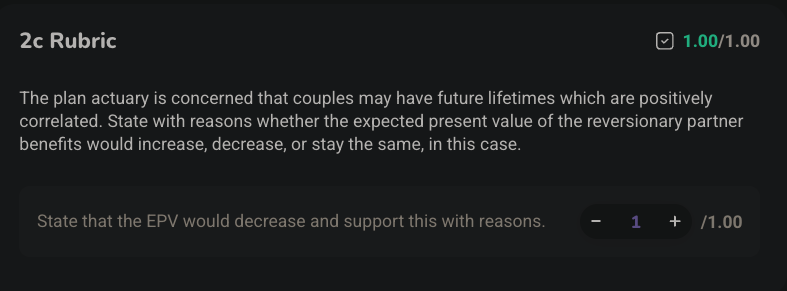 2c Rubric
1.00/1.00
The plan actuary is concerned that couples may have future lifetimes which are positively
correlated. State with reasons whether the expected present value of the reversionary partner
benefits would increase, decrease, or stay the same, in this case.
State that the EPV would decrease and support this with reasons.
− 1 + /1.00